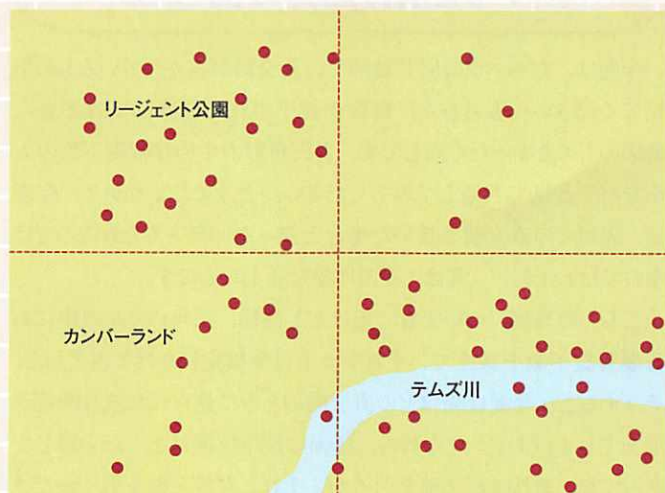 リージェント公園
カンバーランド
テムズ川